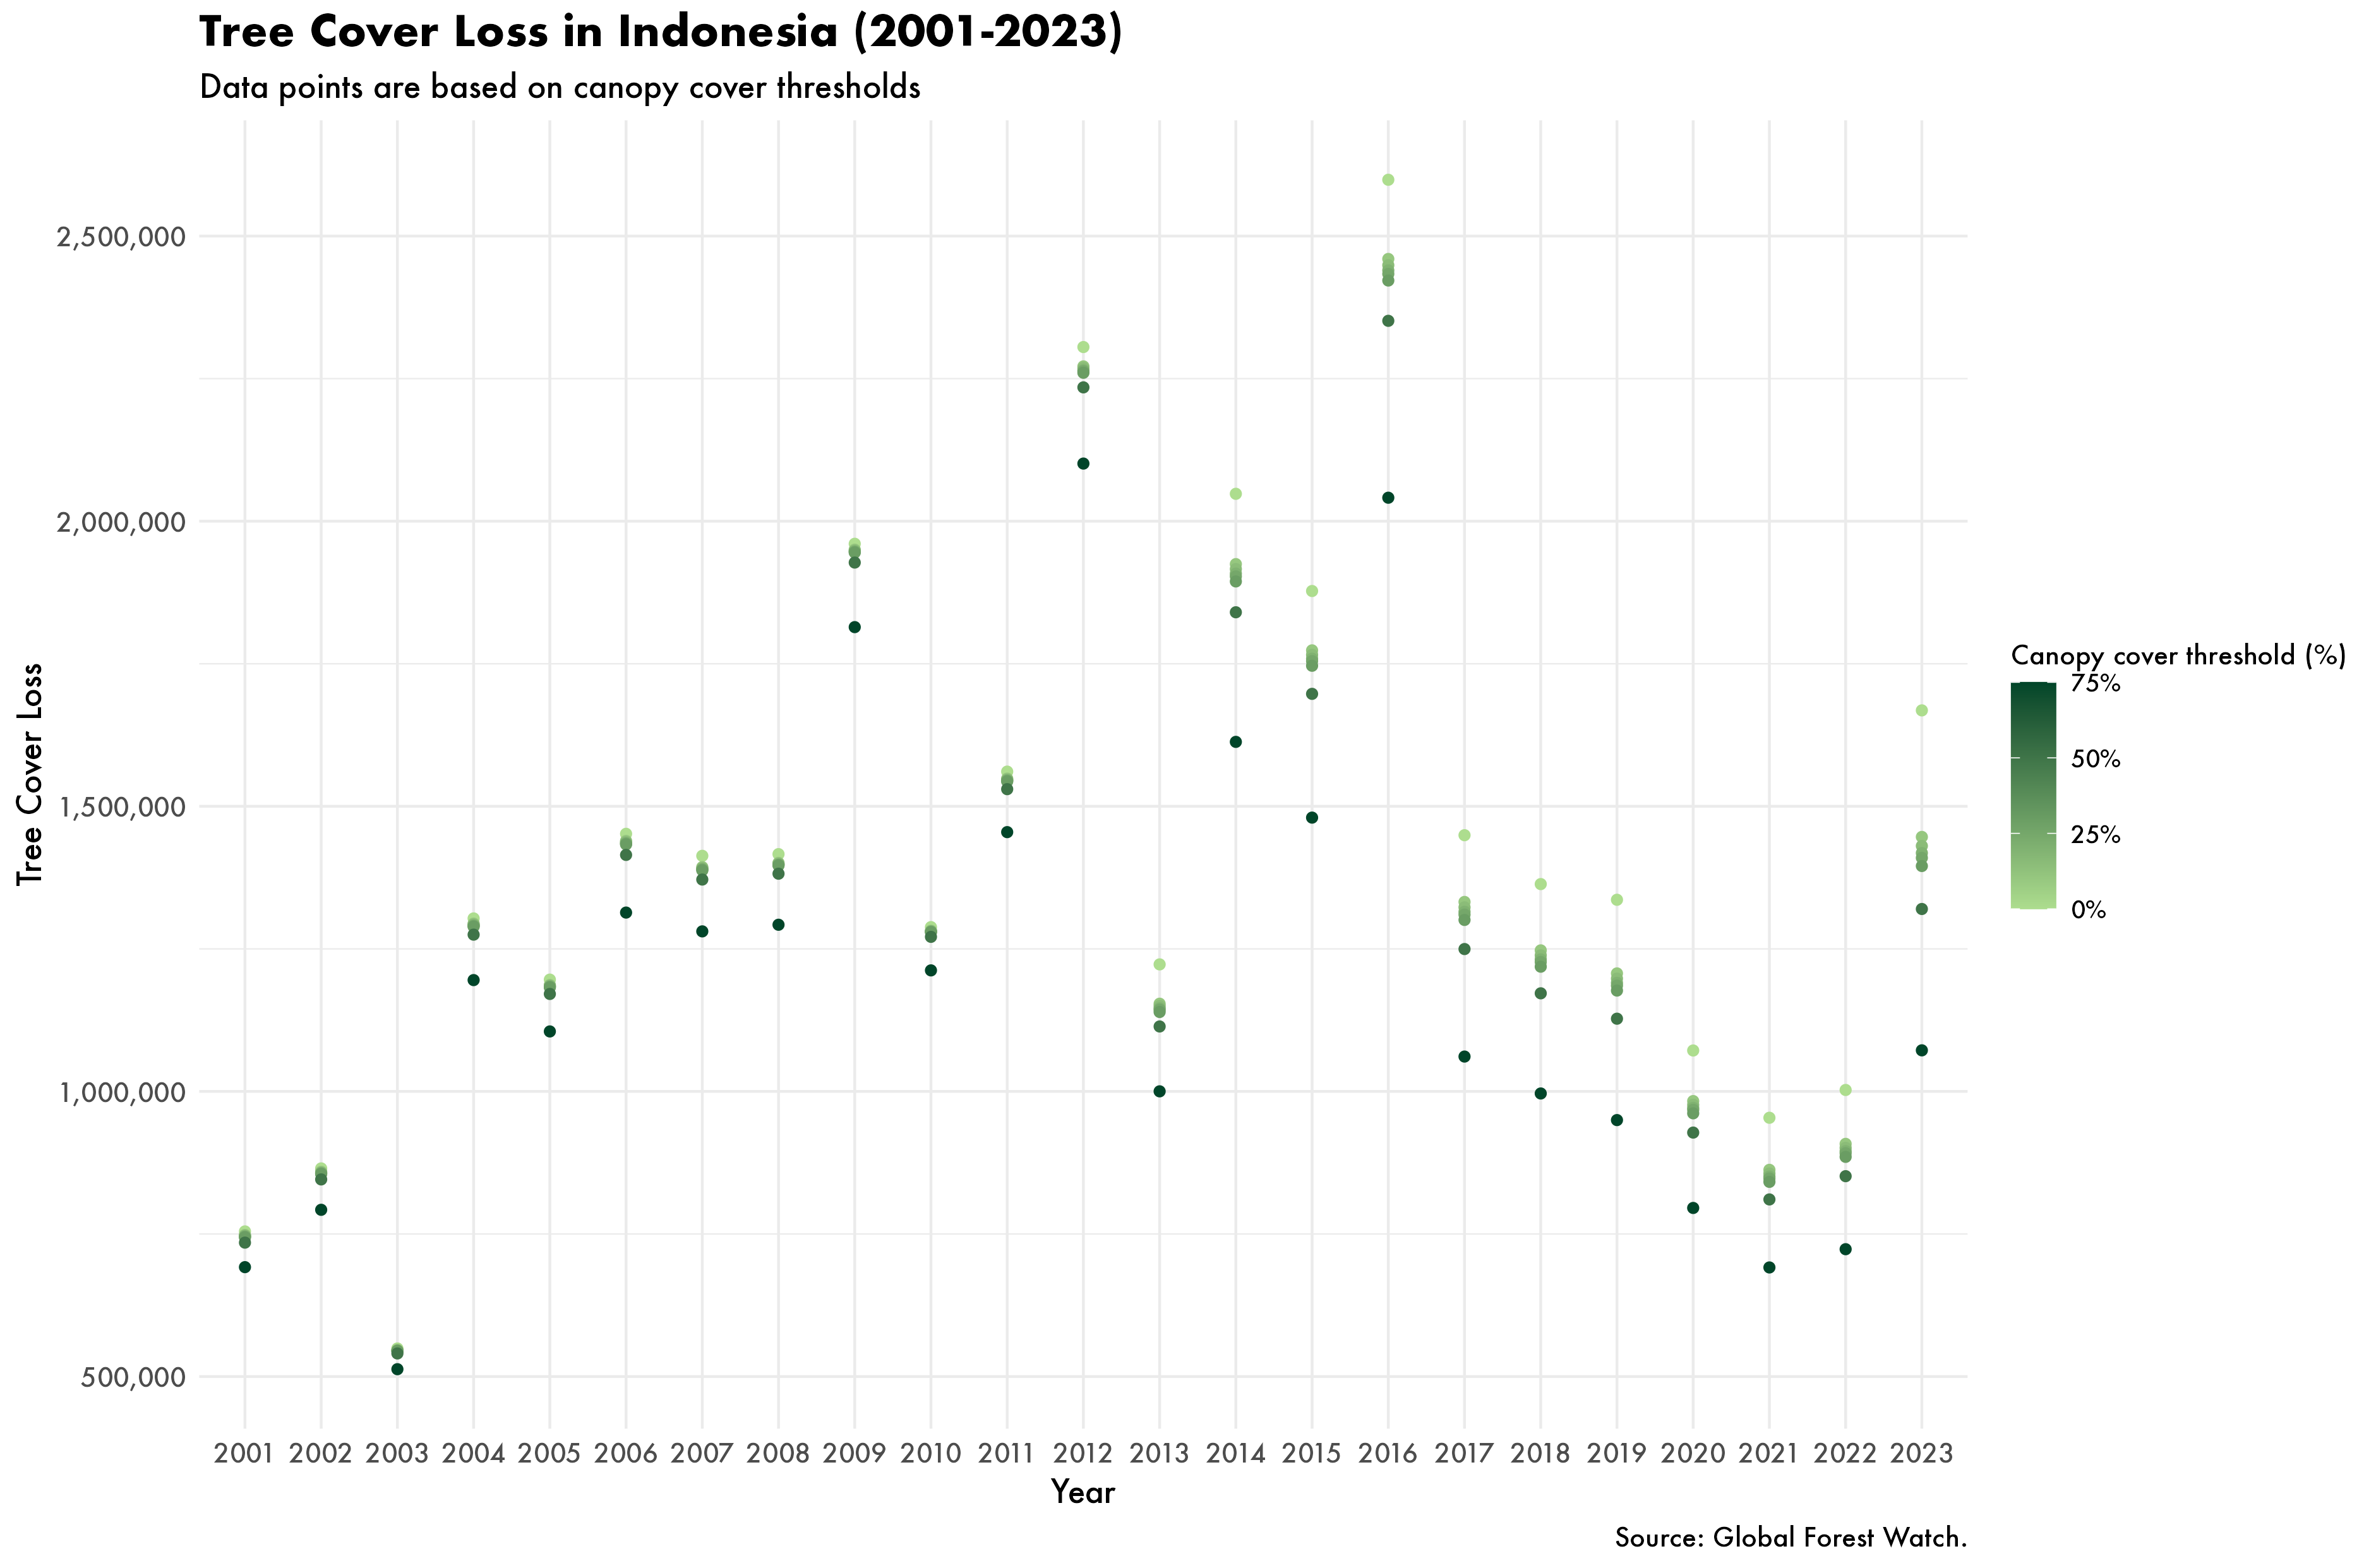 Tree Cover Loss in Indonesia (2001-2023)
Data points are based on canopy cover thresholds
Tree Cover Loss
2,500,000
2,000,000
1,500,000
1,000,000
500,000
2001 2002 2003 2004 2005 2006 2007 2008 2009 2010 2011 2012 2013 2014 2015 2016 2017 2018 2019 2020 2021 2022 2023
Year
Canopy cover threshold (%)
75%
50%
25%
0%
Source: Global Forest Watch.